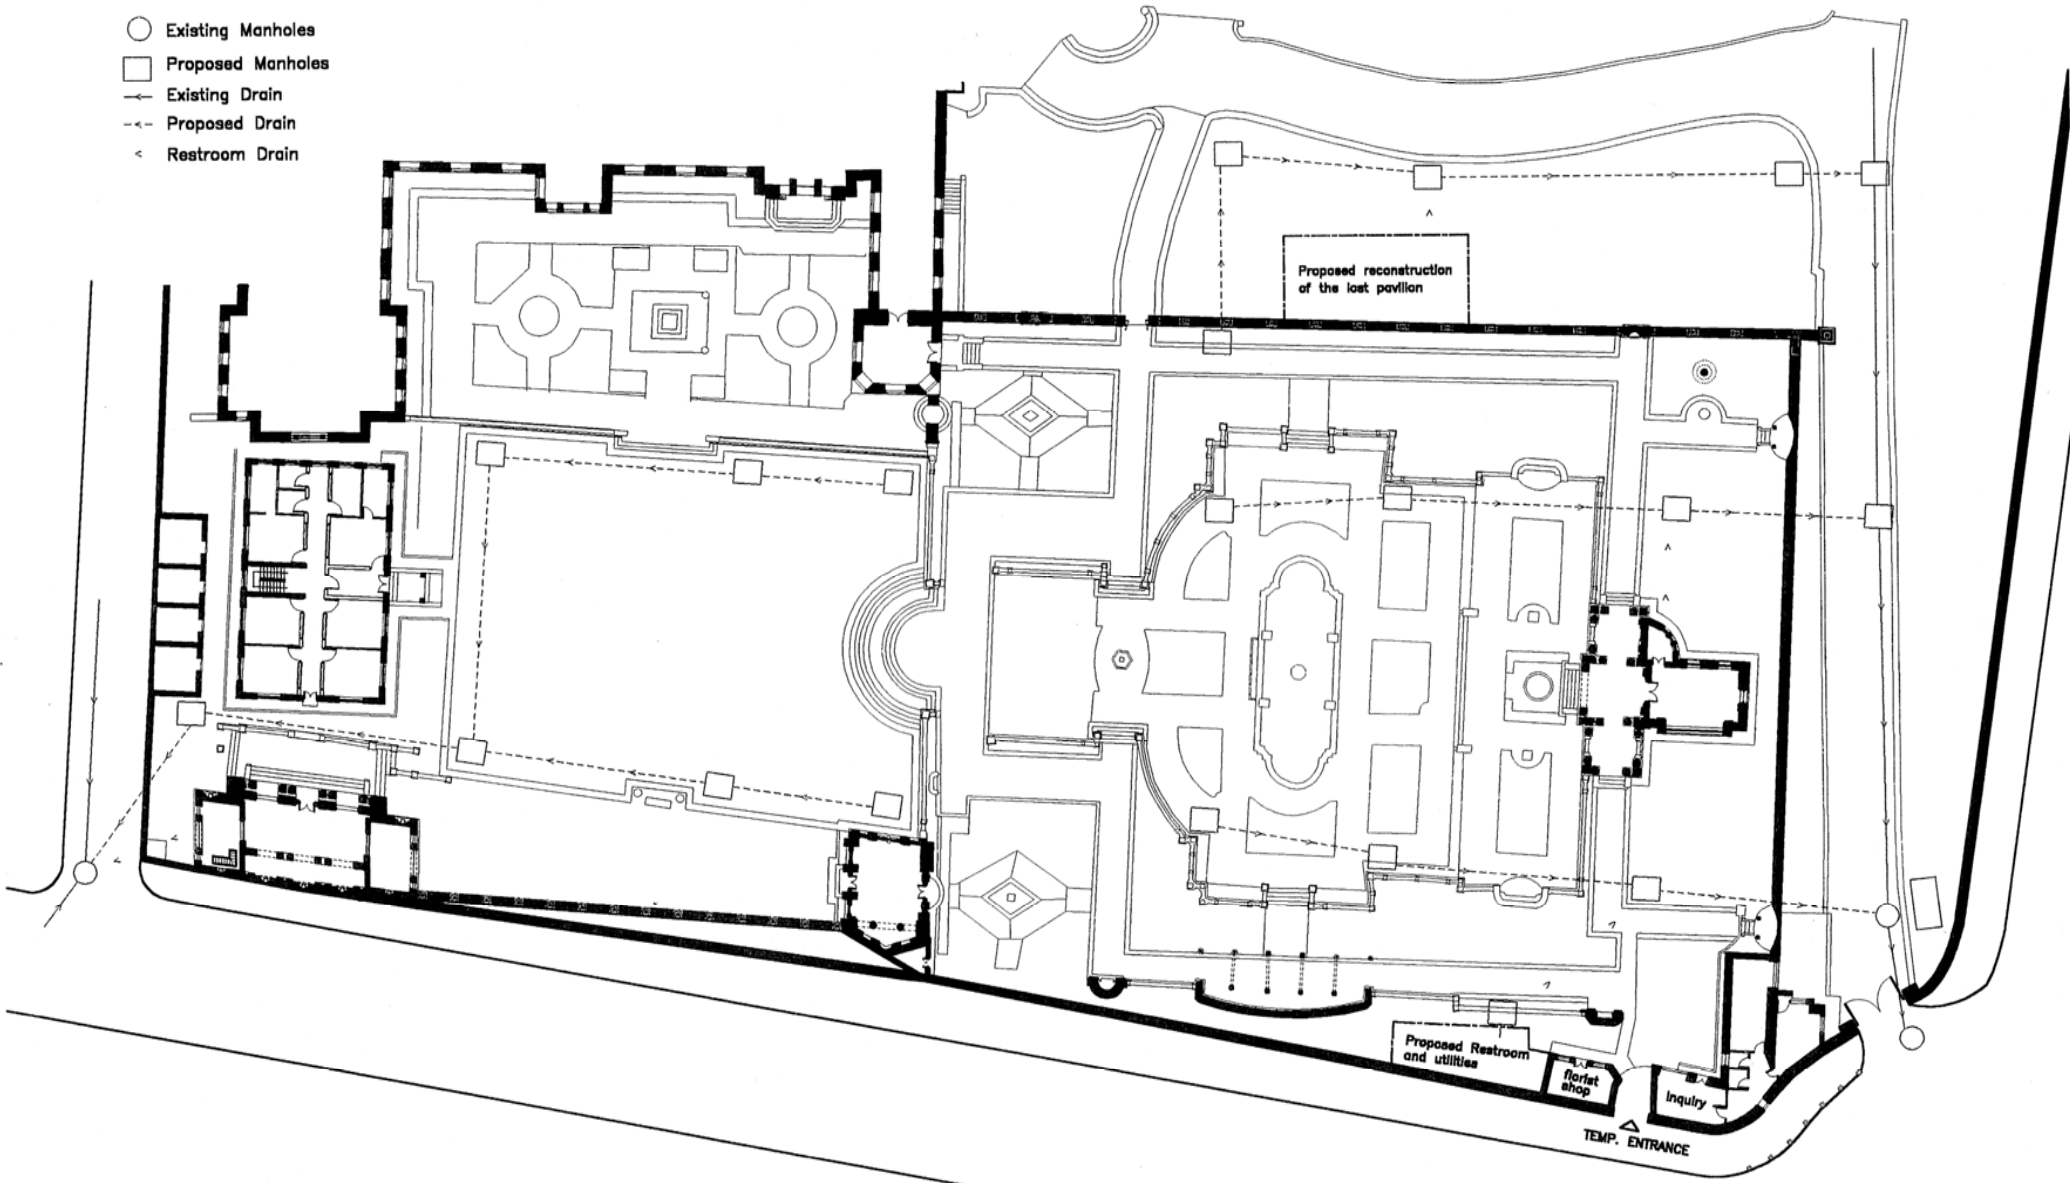 Existing Manholes
Proposed Manholes
Existing Drain
Proposed Drain
Restroom Drain
Proposed reconstruction
of the lost pavilion
Proposed Restroom
and utilities
florist
shop
inquiry
TEMP. ENTRANCE